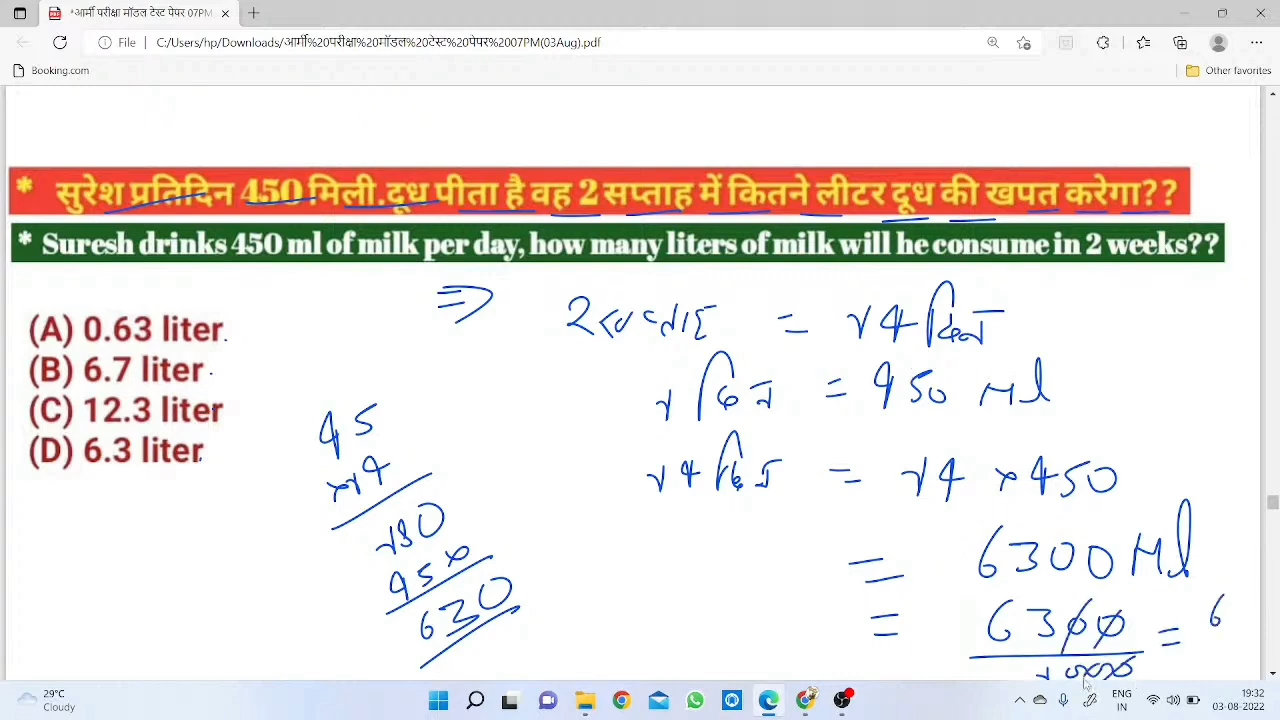 *आर्मी परीक्षा मॉडल टेस्ट पेपर 07PM
File
C:/Users/hp/Downloads/आर्मी%20परीक्षा%20मॉडल%20टेस्ट%20पेपर%2007PM(03Aug).pdf
Booking.com
Other favorites
* सुरेश प्रतिदिन 450 मिली.दूध पीता है वह 2 सप्ताह में कितने लीटर दूध की खपत करेगा??
* Suresh drinks 450 ml of milk per day, how many liters of milk will he consume in 2 weeks??
(A) 0.63 liter
(B) 6.7 liter
(C) 12.3 liter
(D) 6.3 liter
⇒ 2 सप्ताह = 14 दिन
1 दिन = 450 Ml
14 दिन = 14 × 450
= 6300 Ml
= 6300/1000 = 6
45
×14
180
45×
630
29°C
Cloudy
ENG
IN
19:32
03-08-2022